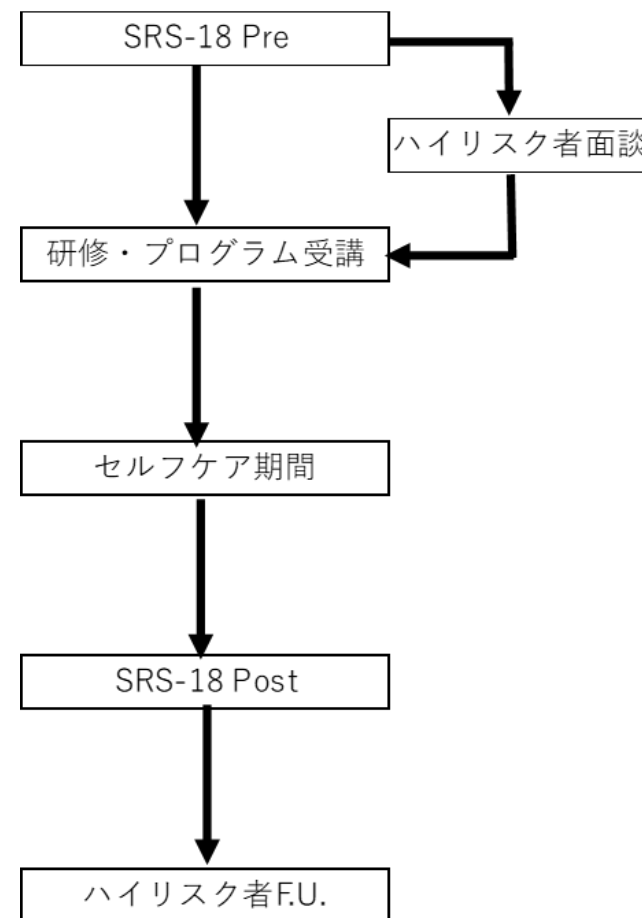 SRS-18 Pre
ハイリスク者面談
研修・プログラム受講
セルフケア期間
SRS-18 Post
ハイリスク者F.U.